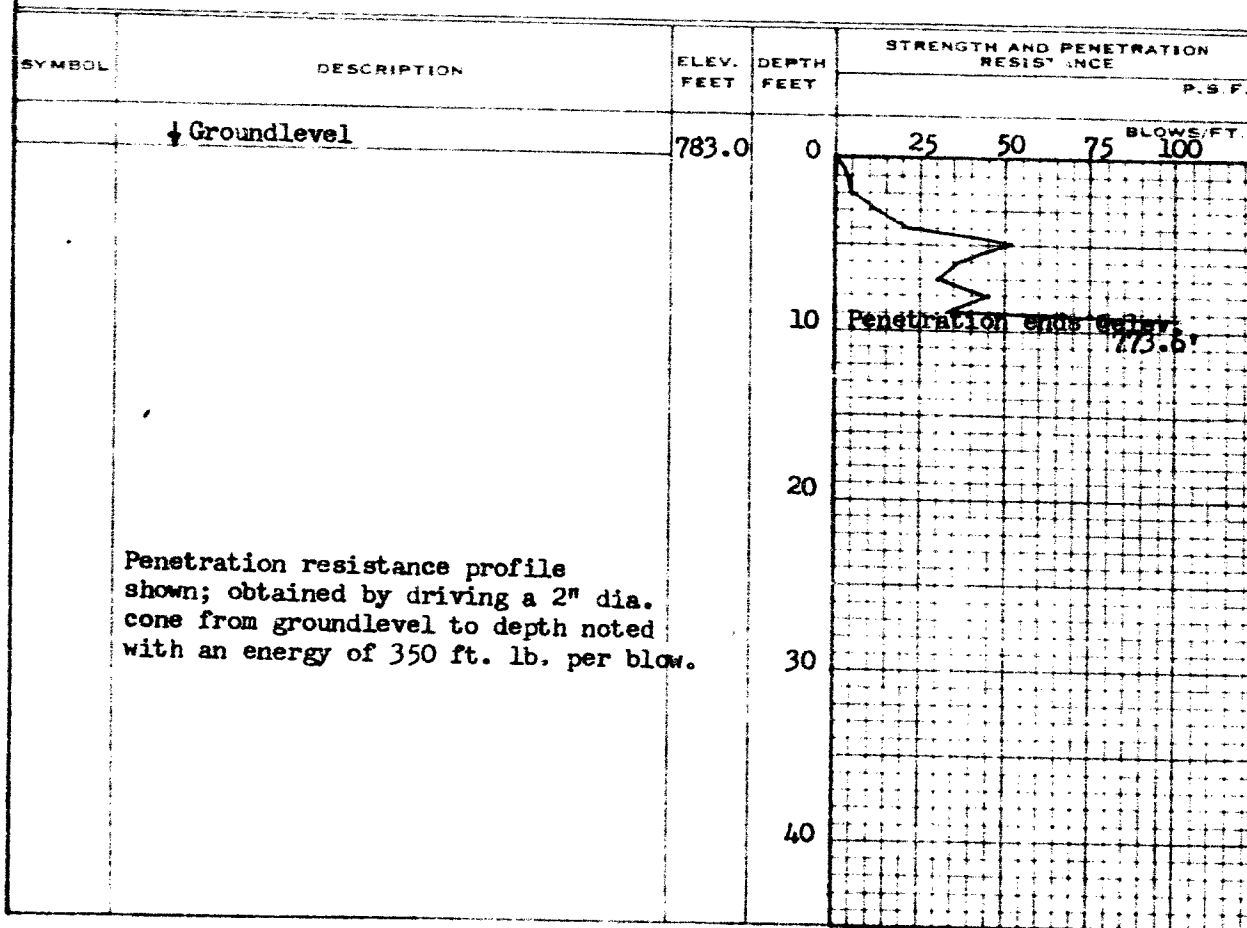 SYMBOL DESCRIPTION ELEV. FEET DEPTH FEET STRENGTH AND PENETRATION
P.S.F.
Groundlevel 783.0 0 BLOWS/FT.
25 50 75 100
10 Penetration ends
773.6'
20
Penetration resistance profile
shown; obtained by driving a 2" dia.
cone from groundlevel to depth noted
with an energy of 350 ft. lb. per blow.
30
40